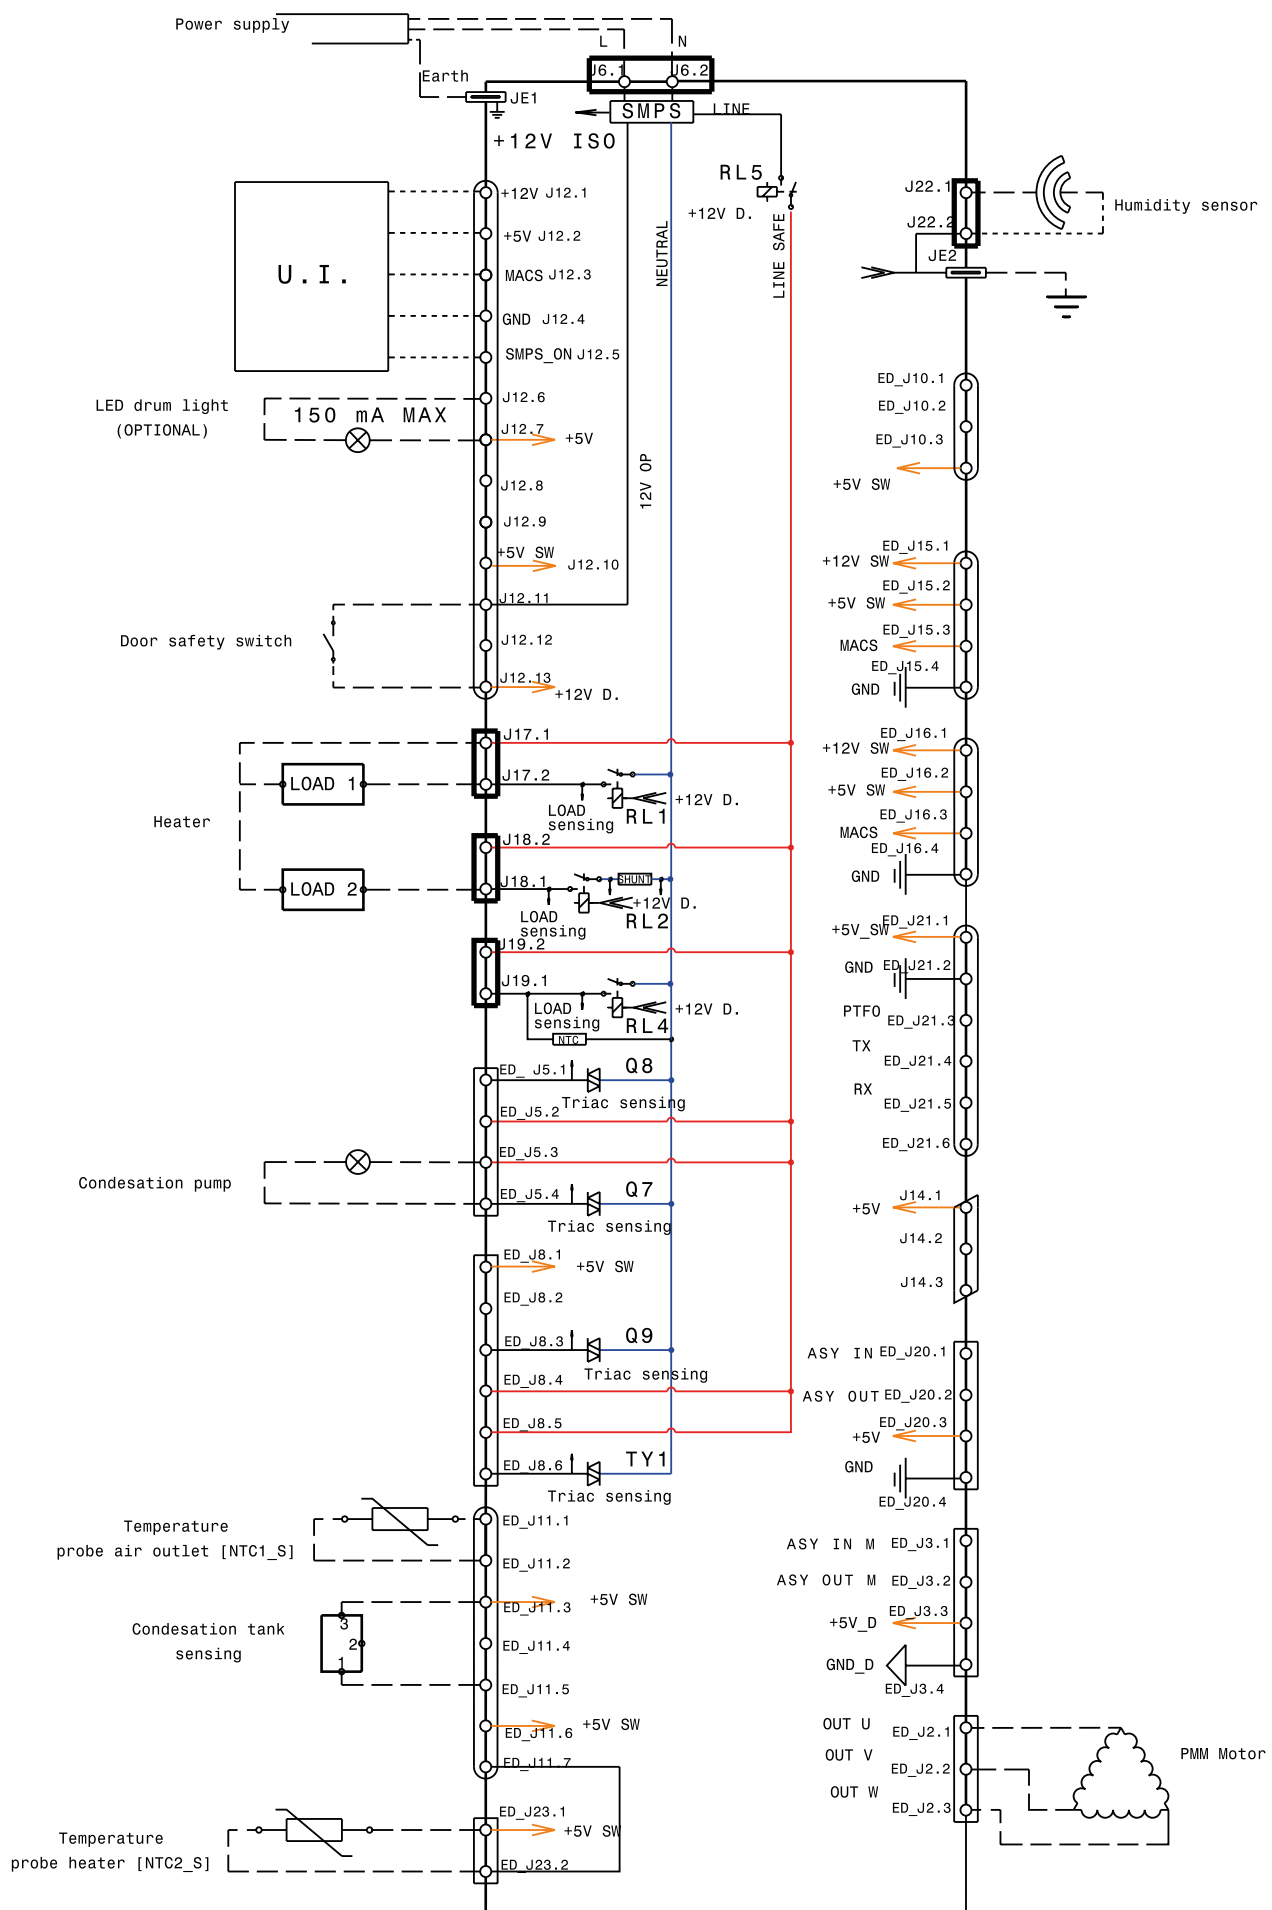 Power supply
L
N
J6.1
J6.2
Earth
JE1
SMPS
LINE
+12V ISO
RL5
+12V D.
NEUTRAL
LINE SAFE
12V OP
U.I.
+12V J12.1
+5V J12.2
MACS J12.3
GND J12.4
SMPS_ON J12.5
LED drum light
(OPTIONAL)
150 mA MAX
J12.6
J12.7
+5V
J12.8
J12.9
+5V SW
J12.10
J12.11
Door safety switch
J12.12
J12.13
+12V D.
J17.1
LOAD 1
J17.2
LOAD
sensing
RL1
+12V D.
Heater
J18.2
LOAD 2
J18.1
SHUNT
LOAD
sensing
RL2
+12V D.
J19.2
J19.1
LOAD
sensing
RL4
+12V D.
NTC
ED_ J5.1
Q8
Triac sensing
ED_J5.2
ED_J5.3
Condesation pump
ED_J5.4
Q7
Triac sensing
ED_J8.1
+5V SW
ED_J8.2
ED_J8.3
Q9
Triac sensing
ED_J8.4
ED_J8.5
ED_J8.6
TY1
Triac sensing
Temperature
probe air outlet [NTC1_S]
ED_J11.1
ED_J11.2
ED_J11.3
+5V SW
Condesation tank
sensing
3
2
1
ED_J11.4
ED_J11.5
ED_J11.6
+5V SW
ED_J11.7
Temperature
probe heater [NTC2_S]
ED_J23.1
+5V SW
ED_J23.2
J22.1
J22.2
Humidity sensor
JE2
ED_J10.1
ED_J10.2
ED_J10.3
+5V SW
ED_J15.1
+12V SW
ED_J15.2
+5V SW
ED_J15.3
MACS
ED_J15.4
GND
ED_J16.1
+12V SW
ED_J16.2
+5V SW
ED_J16.3
MACS
ED_J16.4
GND
ED_J21.1
+5V_SW
GND
ED_J21.2
PTFO
ED_J21.3
TX
ED_J21.4
RX
ED_J21.5
ED_J21.6
J14.1
+5V
J14.2
J14.3
ASY IN ED_J20.1
ASY OUT ED_J20.2
ED_J20.3
+5V
GND
ED_J20.4
ASY IN M ED_J3.1
ASY OUT M ED_J3.2
ED_J3.3
+5V_D
GND_D
ED_J3.4
OUT U
ED_J2.1
OUT V
ED_J2.2
OUT W
ED_J2.3
PMM Motor